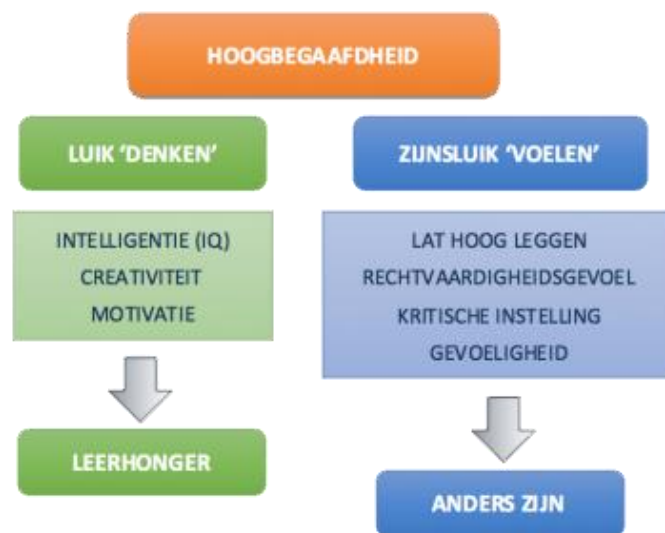 HOOGBEGAAFDHEID
LUIK ‘DENKEN’
INTELLIGENTIE (IQ)
CREATIVITEIT
MOTIVATIE
LEERHONGER
ZIJNSLUIK ‘VOELEN’
LAT HOOG LEGGEN
RECHTVAARDIGHEIDSGEVOEL
KRITISCHE INSTELLING
GEVOELIGHEID
ANDERS ZIJN